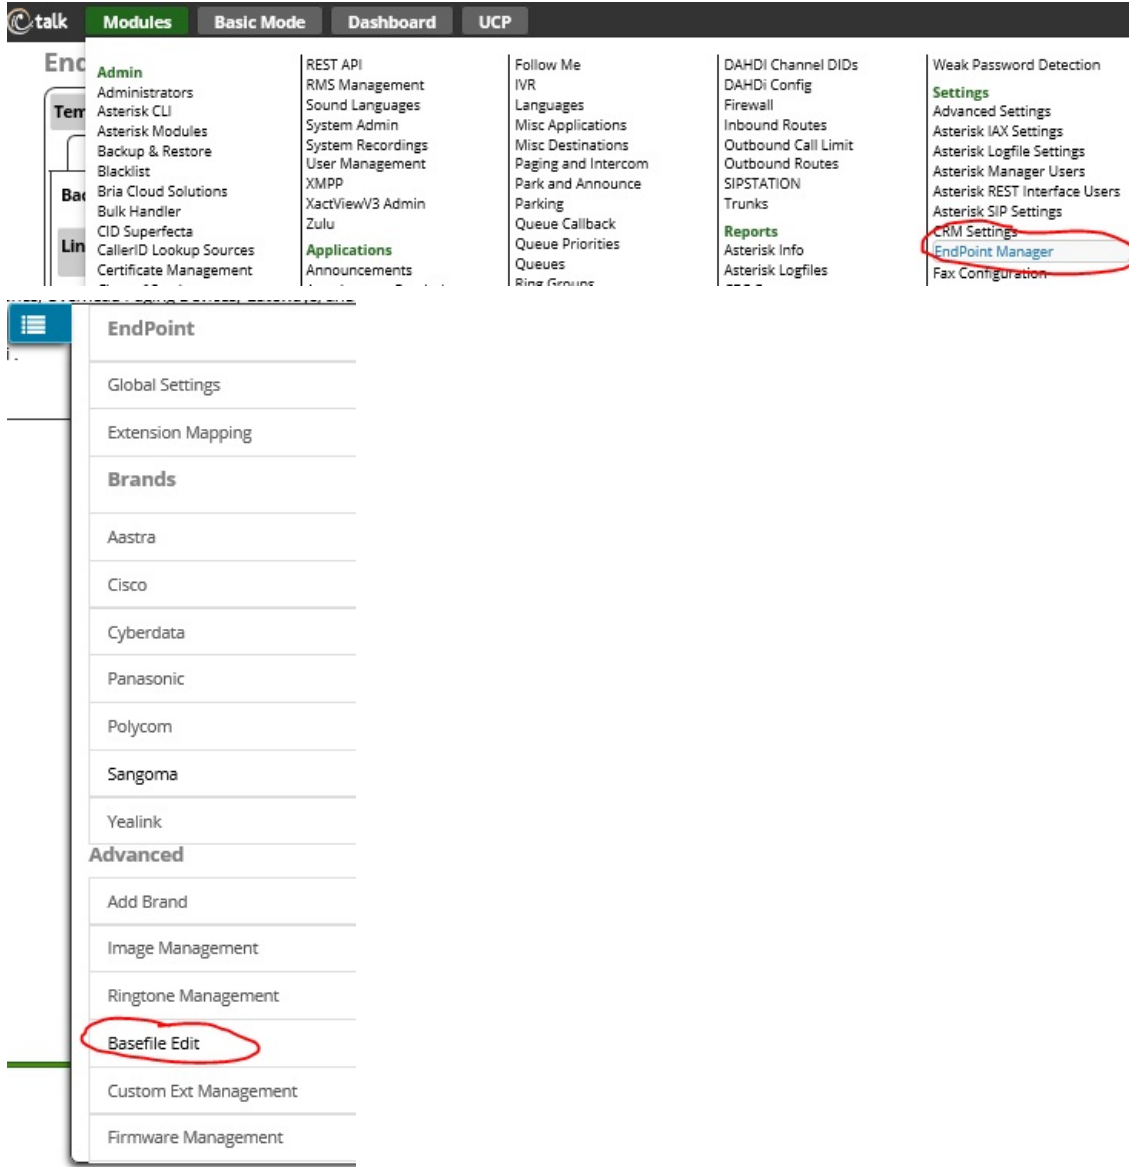 talk Modules Basic Mode Dashboard UCP
Admin
Administrators
Asterisk CLI
Asterisk Modules
Backup & Restore
Blacklist
Bria Cloud Solutions
Bulk Handler
CID Superfecta
CallerID Lookup Sources
Certificate Management
REST API
RMS Management
Sound Languages
System Admin
System Recordings
User Management
XMPP
XactViewV3 Admin
Zulu
Applications
Announcements
Follow Me
IVR
Languages
Misc Applications
Misc Destinations
Paging and Intercom
Park and Announce
Parking
Queue Callback
Queue Priorities
Queues
Ring Groups
DAHDI Channel DIDs
DAHDi Config
Firewall
Inbound Routes
Outbound Call Limit
Outbound Routes
SIPSTATION
Trunks
Reports
Asterisk Info
Asterisk Logfiles
Weak Password Detection
Settings
Advanced Settings
Asterisk IAX Settings
Asterisk Logfile Settings
Asterisk Manager Users
Asterisk REST Interface Users
Asterisk SIP Settings
CRM Settings
EndPoint Manager
Fax Configuration
End
Tem
Bac
Lin
EndPoint
Global Settings
Extension Mapping
Brands
Aastra
Cisco
Cyberdata
Panasonic
Polycom
Sangoma
Yealink
Advanced
Add Brand
Image Management
Ringtone Management
Basefile Edit
Custom Ext Management
Firmware Management